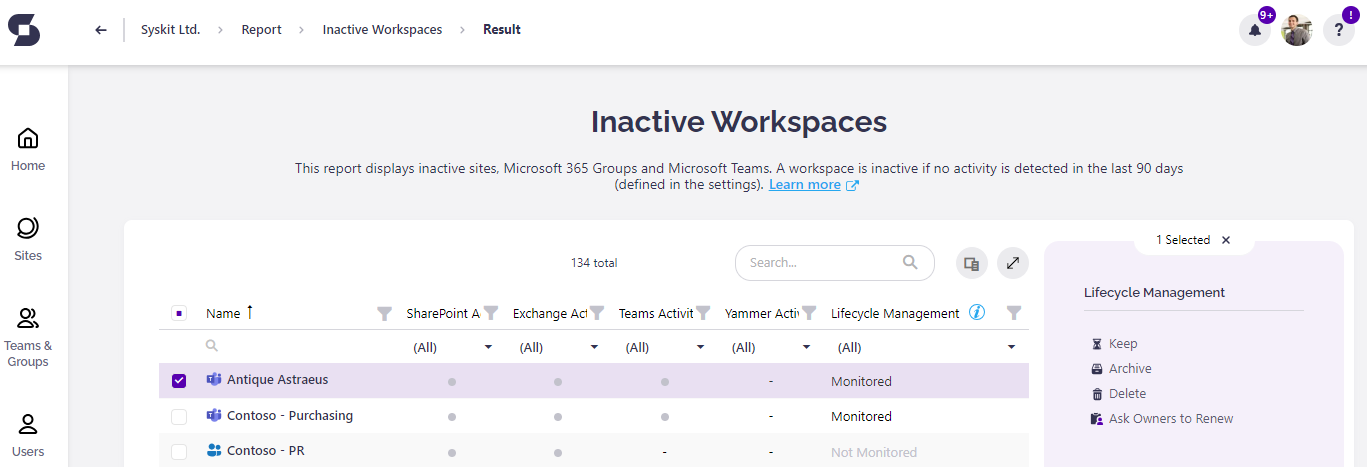 9+
!
Syskit Ltd. > Report > Inactive Workspaces > Result
?
Home
Sites
Teams &
Groups
Users
Inactive Workspaces
This report displays inactive sites, Microsoft 365 Groups and Microsoft Teams. A workspace is inactive if no activity is detected in the last 90 days
(defined in the settings). Learn more
134 total
Search...
Name SharePoint A Exchange Act Teams Activit Yammer Activ Lifecycle Management i
(All) (All) (All) (All) (All)
Antique Astraeus - Monitored
Contoso - Purchasing - Monitored
Contoso - PR - - Not Monitored
1 Selected ×
Lifecycle Management
Keep
Archive
Delete
Ask Owners to Renew